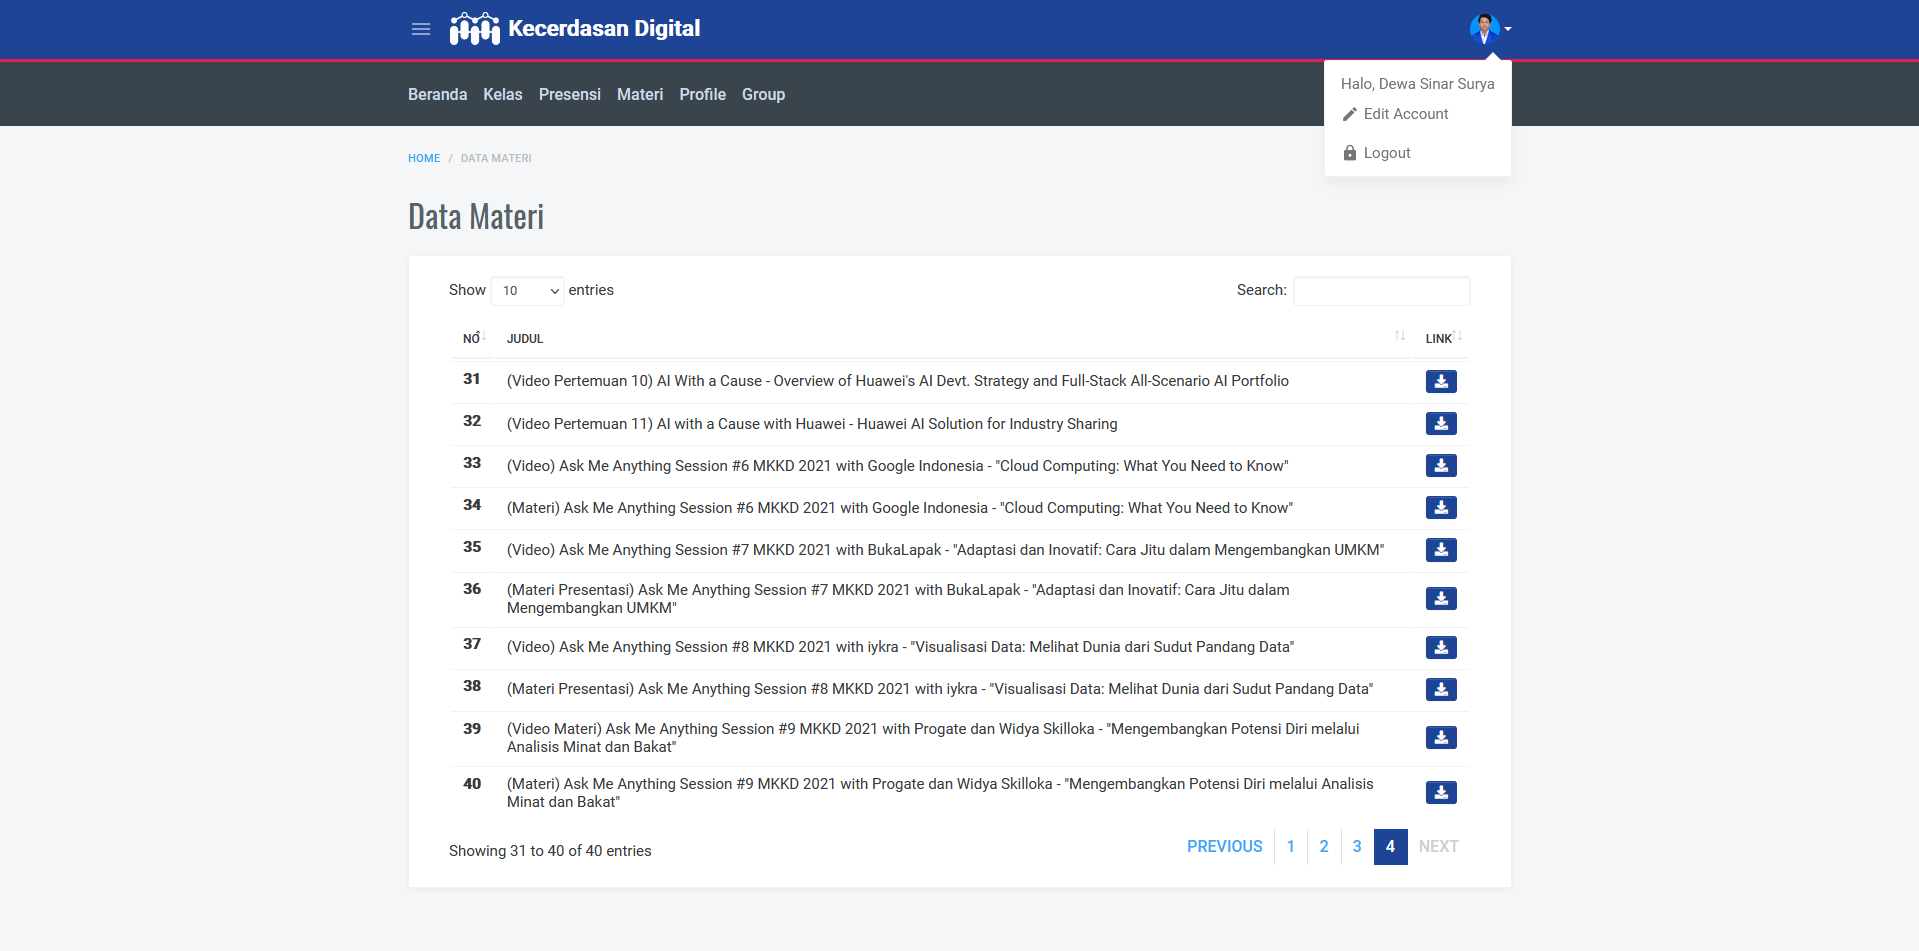 Kecerdasan Digital
Halo, Dewa Sinar Surya
Edit Account
Logout
Beranda Kelas Presensi Materi Profile Group
HOME / DATA MATERI
Data Materi
Show 10 entries Search:
NO JUDUL LINK
31 (Video Pertemuan 10) AI With a Cause - Overview of Huawei's AI Devt. Strategy and Full-Stack All-Scenario AI Portfolio
32 (Video Pertemuan 11) AI with a Cause with Huawei - Huawei AI Solution for Industry Sharing
33 (Video) Ask Me Anything Session #6 MKKD 2021 with Google Indonesia - "Cloud Computing: What You Need to Know"
34 (Materi) Ask Me Anything Session #6 MKKD 2021 with Google Indonesia - "Cloud Computing: What You Need to Know"
35 (Video) Ask Me Anything Session #7 MKKD 2021 with BukaLapak - "Adaptasi dan Inovatif: Cara Jitu dalam Mengembangkan UMKM"
36 (Materi Presentasi) Ask Me Anything Session #7 MKKD 2021 with BukaLapak - "Adaptasi dan Inovatif: Cara Jitu dalam
Mengembangkan UMKM"
37 (Video) Ask Me Anything Session #8 MKKD 2021 with iykra - "Visualisasi Data: Melihat Dunia dari Sudut Pandang Data"
38 (Materi Presentasi) Ask Me Anything Session #8 MKKD 2021 with iykra - "Visualisasi Data: Melihat Dunia dari Sudut Pandang Data"
39 (Video Materi) Ask Me Anything Session #9 MKKD 2021 with Progate dan Widya Skilloka - "Mengembangkan Potensi Diri melalui
Analisis Minat dan Bakat"
40 (Materi) Ask Me Anything Session #9 MKKD 2021 with Progate dan Widya Skilloka - "Mengembangkan Potensi Diri melalui Analisis
Minat dan Bakat"
Showing 31 to 40 of 40 entries PREVIOUS 1 2 3 4 NEXT